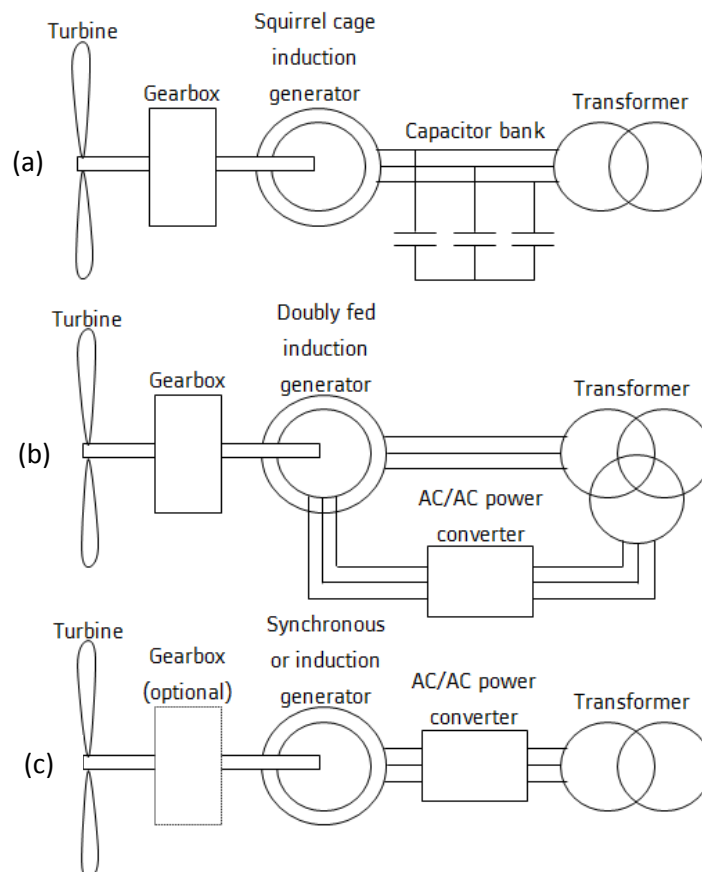 Turbine
Squirrel cage
induction
generator
Gearbox
Transformer
Capacitor bank
(a)
Turbine
Doubly fed
induction
generator
Gearbox
Transformer
(b)
AC/AC power
converter
Turbine
Synchronous
or induction
generator
Gearbox
(optional)
AC/AC power
converter
Transformer
(c)